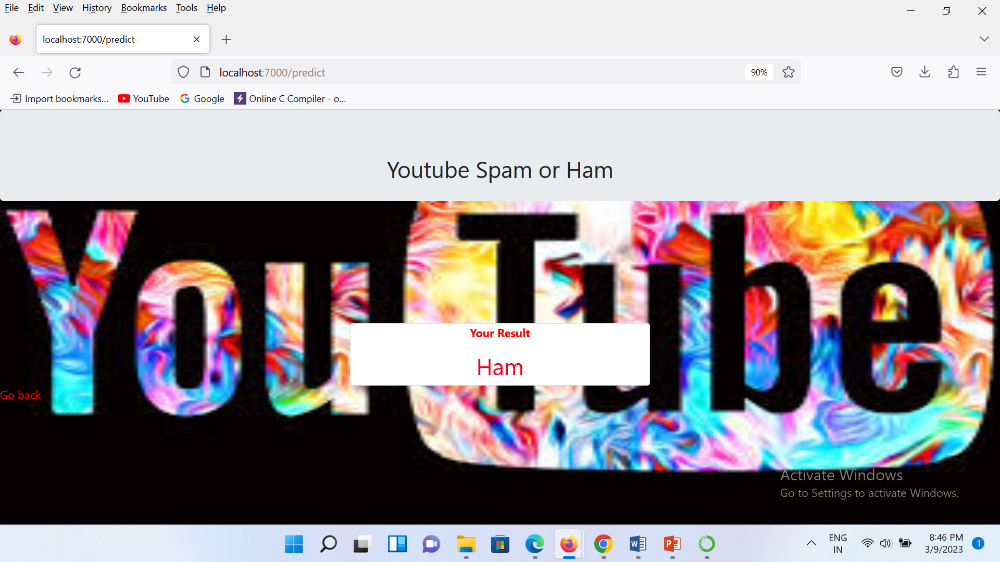 File Edit View History Bookmarks Tools Help
localhost:7000/predict
localhost:7000/predict
90%
Import bookmarks... YouTube Google Online C Compiler - o...
Youtube Spam or Ham
YouTube
Your Result
Ham
Go back
Activate Windows
Go to Settings to activate Windows.
ENG
IN
8:46 PM
3/9/2023
1